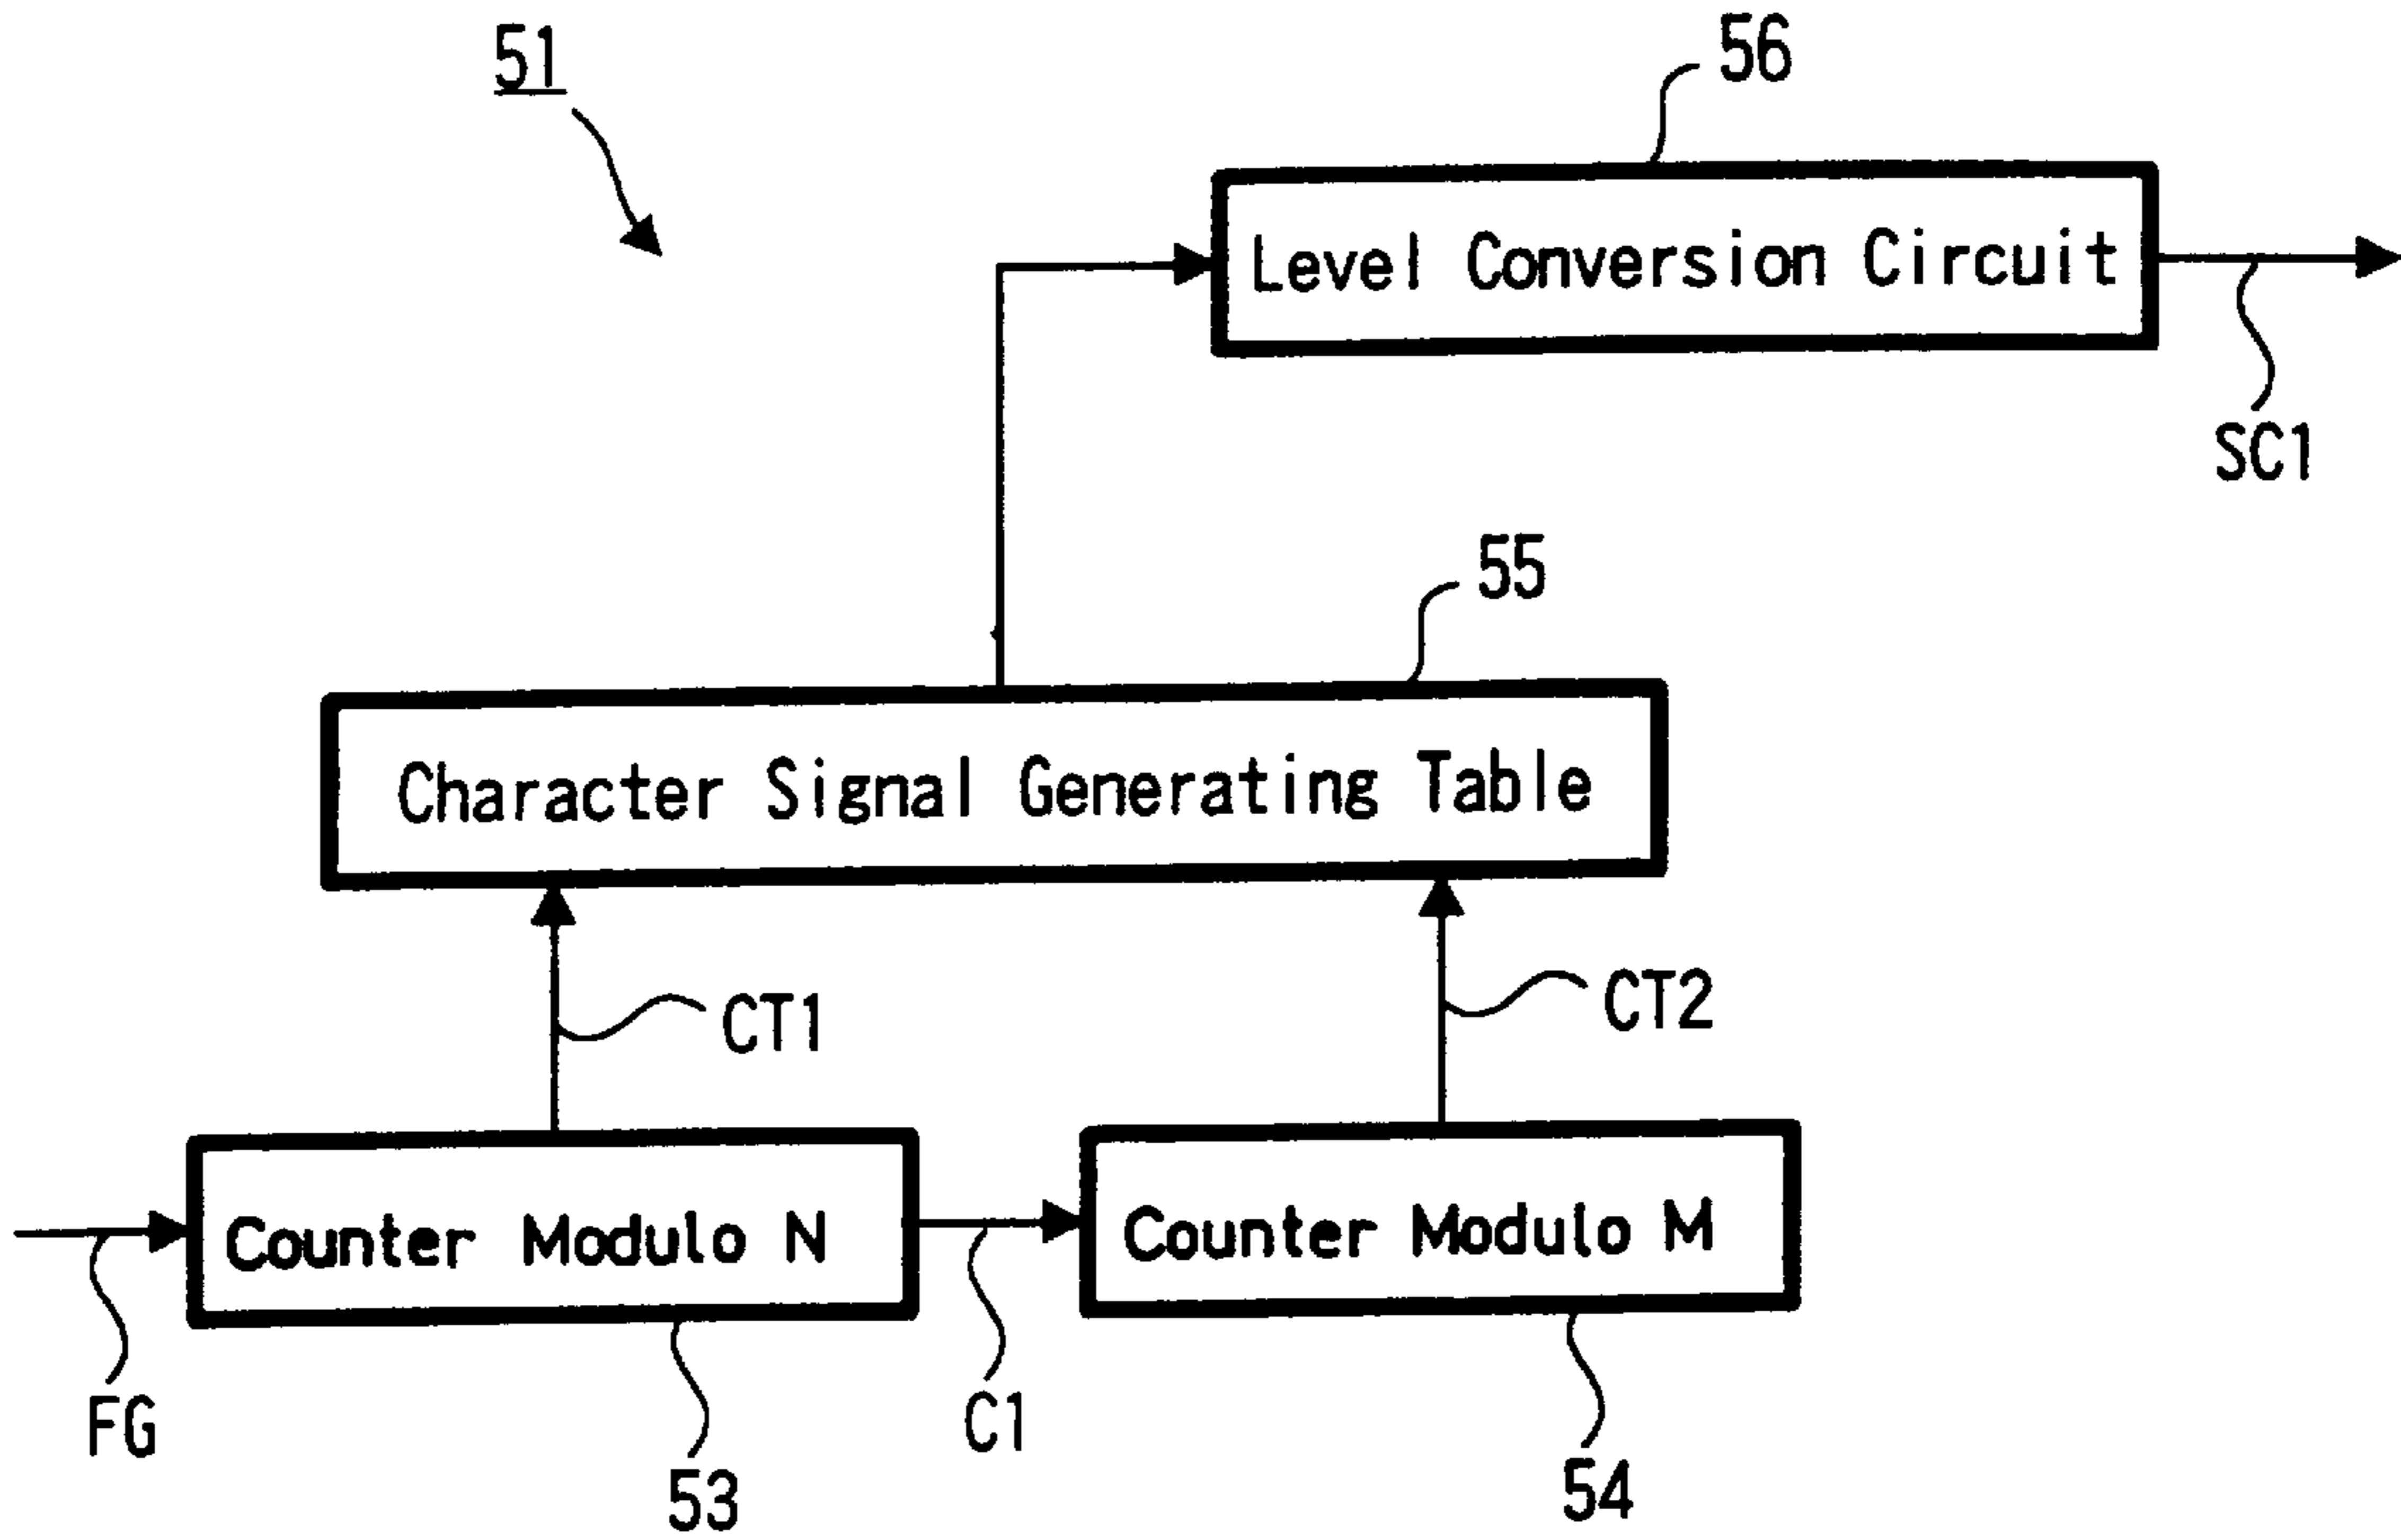 51
56
Level Conversion Circuit
SC1
55
Character Signal Generating Table
CT1
CT2
Counter Modulo N
Counter Modulo M
FG
C1
53
54